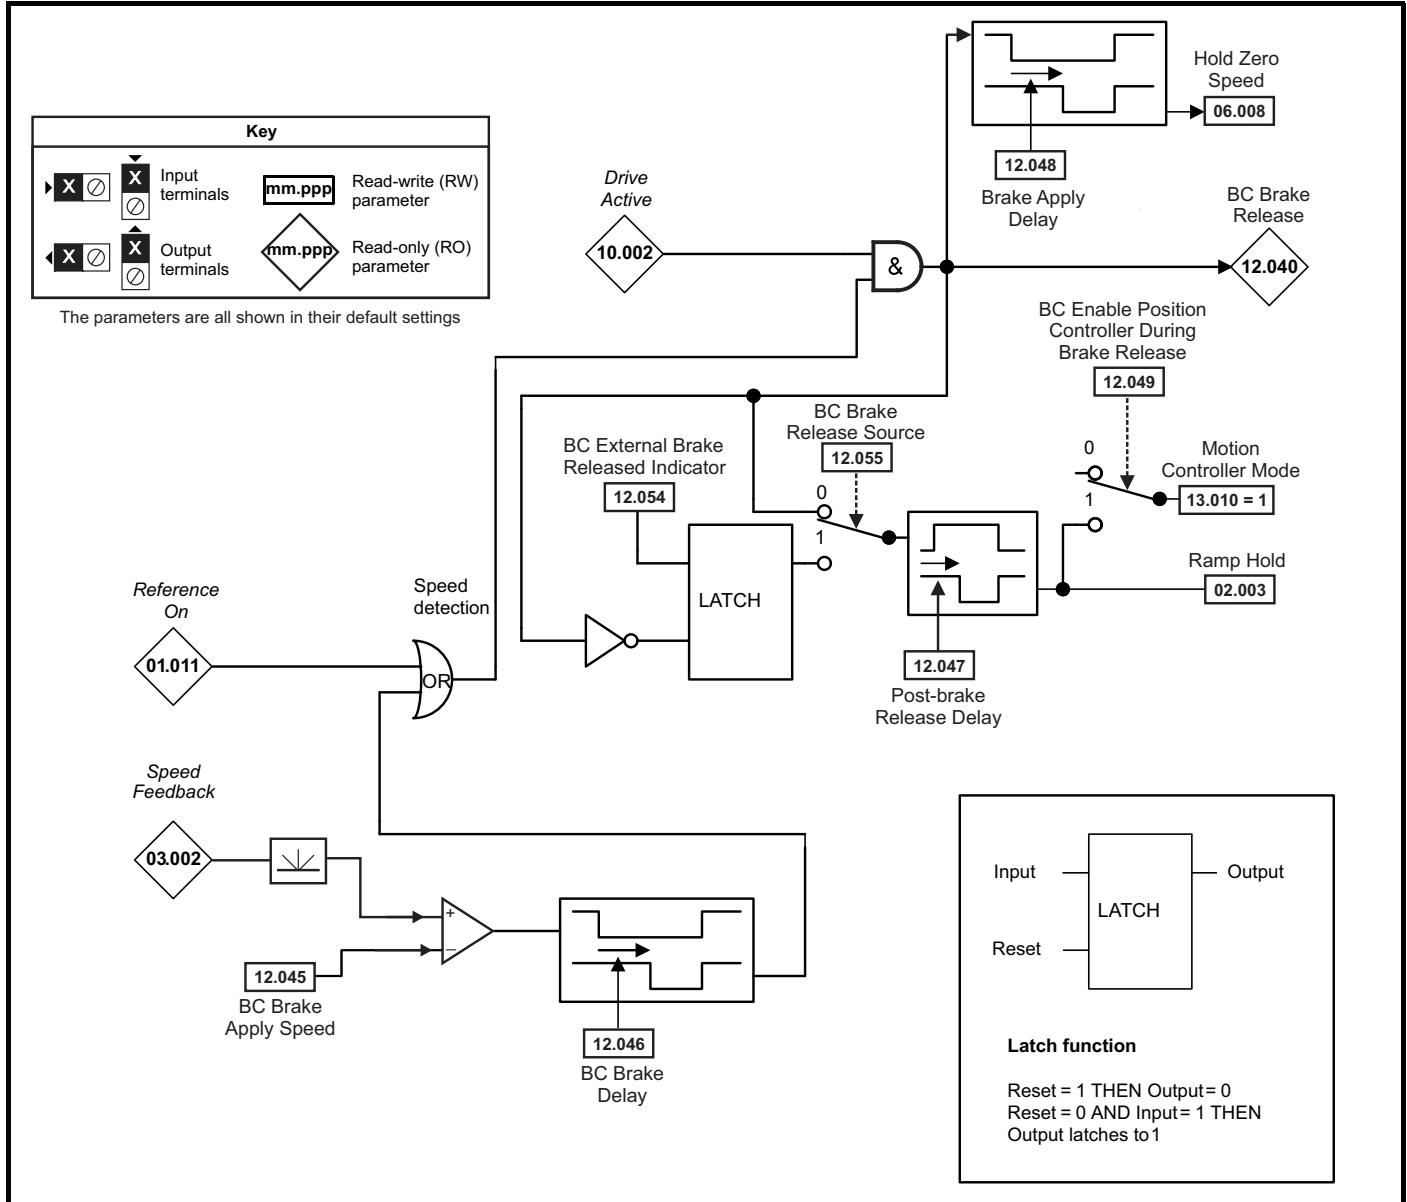 Key
X
X
Input
terminals
mm.ppp
Read-write (RW)
parameter
X
X
Output
terminals
mm.ppp
Read-only (RO)
parameter
The parameters are all shown in their default settings
Hold Zero
Speed
06.008
12.048
Brake Apply
Delay
Drive
Active
10.002
&
BC Brake
Release
12.040
BC Enable Position
Controller During
Brake Release
12.049
BC Brake
Release Source
12.055
BC External Brake
Released Indicator
12.054
0
1
LATCH
0
1
Motion
Controller Mode
13.010 = 1
Ramp Hold
02.003
12.047
Post-brake
Release Delay
Reference
On
01.011
Speed
detection
OR
Speed
Feedback
03.002
+
–
12.045
BC Brake
Apply Speed
12.046
BC Brake
Delay
Input
Output
LATCH
Reset
Latch function
Reset = 1 THEN Output = 0
Reset = 0 AND Input = 1 THEN
Output latches to 1